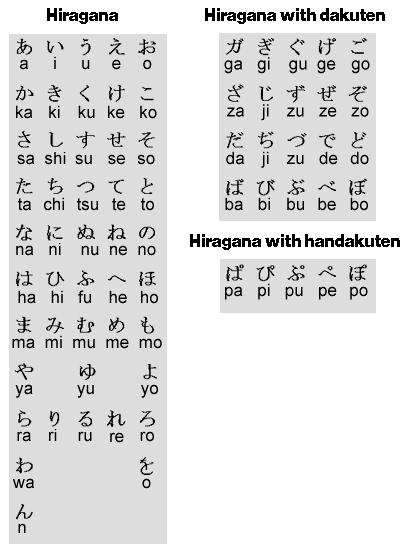 Hiragana
あ い う え お
a i u e o
か き く け こ
ka ki ku ke ko
さ し す せ そ
sa shi su se so
た ち つ て と
ta chi tsu te to
な に ぬ ね の
na ni nu ne no
は ひ ふ へ ほ
ha hi fu he ho
ま み む め も
ma mi mu me mo
や ゆ よ
ya yu yo
ら り る れ ろ
ra ri ru re ro
わ を
wa o
ん
n
Hiragana with dakuten
ガ ぎ ぐ げ ご
ga gi gu ge go
ざ じ ず ぜ ぞ
za ji zu ze zo
だ ぢ づ で ど
da ji zu de do
ば び ぶ べ ぼ
ba bi bu be bo
Hiragana with handakuten
ぱ ぴ ぷ ぺ ぽ
pa pi pu pe po